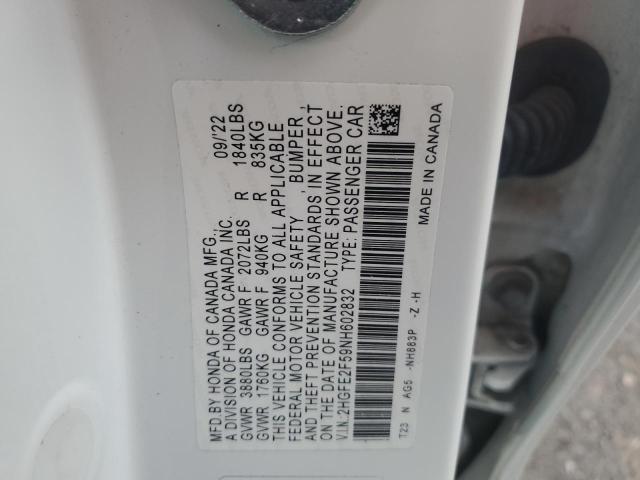 MFD.BY HONDA OF CANADA MFG., 09/'22
A DIVISION OF HONDA CANADA INC.
GVWR 3880LBS GAWR F 2072LBS R 1840LBS
GVWR 1760KG GAWR F 940KG R 835KG
THIS VEHICLE CONFORMS TO ALL APPLICABLE
FEDERAL MOTOR VEHICLE SAFETY , BUMPER ,
AND THEFT PREVENTION STANDARDS IN EFFECT
ON THE DATE OF MANUFACTURE SHOWN ABOVE.
V.I.N.:2HGFE2F59NH602832 TYPE: PASSENGER CAR
T23 N AG5 -NH883P -Z -H MADE IN CANADA